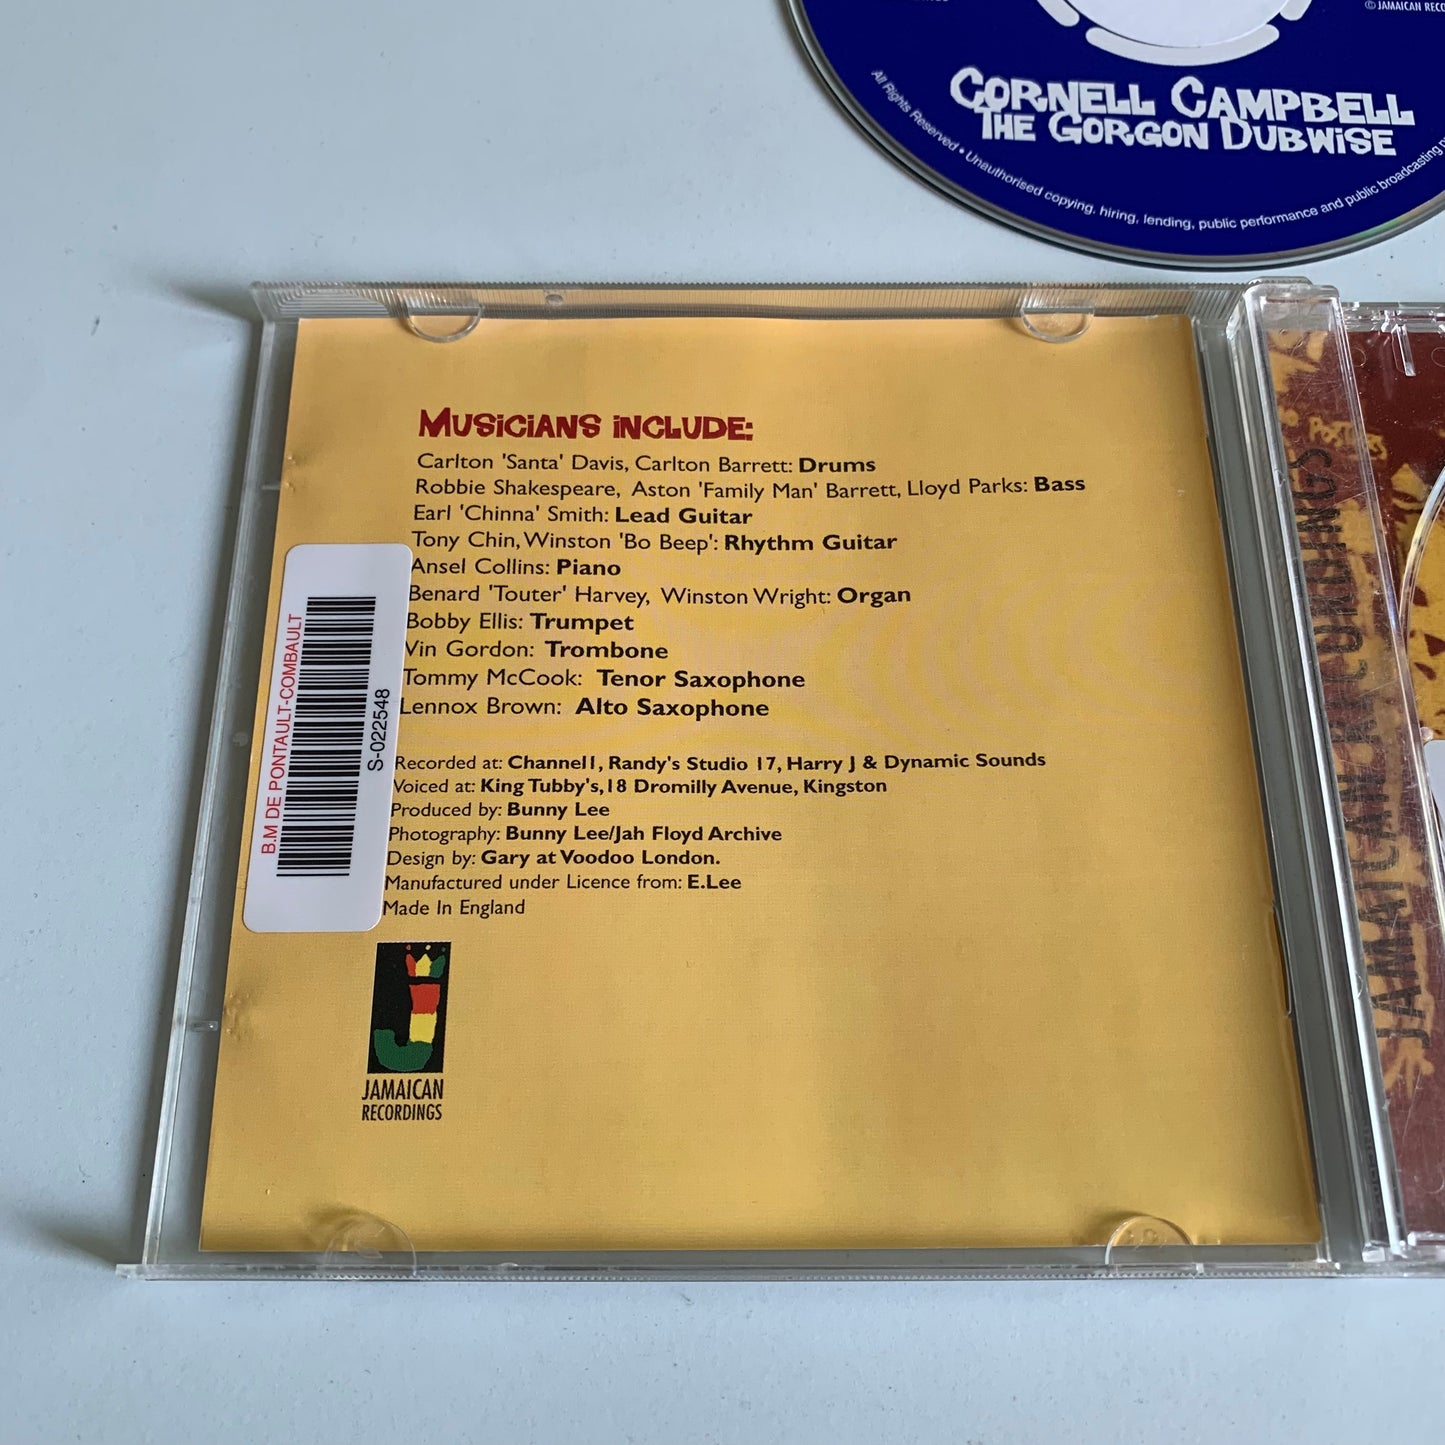 © JAMAICAN
CORNELL CAMPBELL
THE GORGON DUBWISE
All Rights Reserved • Unauthorised copying, hiring, lending, public performance and public broadcasting
MUSICIANS INCLUDE:
Carlton 'Santa' Davis, Carlton Barrett: Drums
Robbie Shakespeare, Aston 'Family Man' Barrett, Lloyd Parks: Bass
Earl 'Chinna' Smith: Lead Guitar
Tony Chin, Winston 'Bo Beep': Rhythm Guitar
Ansel Collins: Piano
Benard 'Touter' Harvey, Winston Wright: Organ
Bobby Ellis: Trumpet
Vin Gordon: Trombone
Tommy McCook: Tenor Saxophone
Lennox Brown: Alto Saxophone
Recorded at: Channel1, Randy's Studio 17, Harry J & Dynamic Sounds
Voiced at: King Tubby's, 18 Dromilly Avenue, Kingston
Produced by: Bunny Lee
Photography: Bunny Lee/Jah Floyd Archive
Design by: Gary at Voodoo London.
Manufactured under Licence from: E.Lee
Made In England
B.M DE PONTAULT-COMBAULT
S-022548
JAMAICAN
RECORDINGS
JAMAICAN RECORDINGS